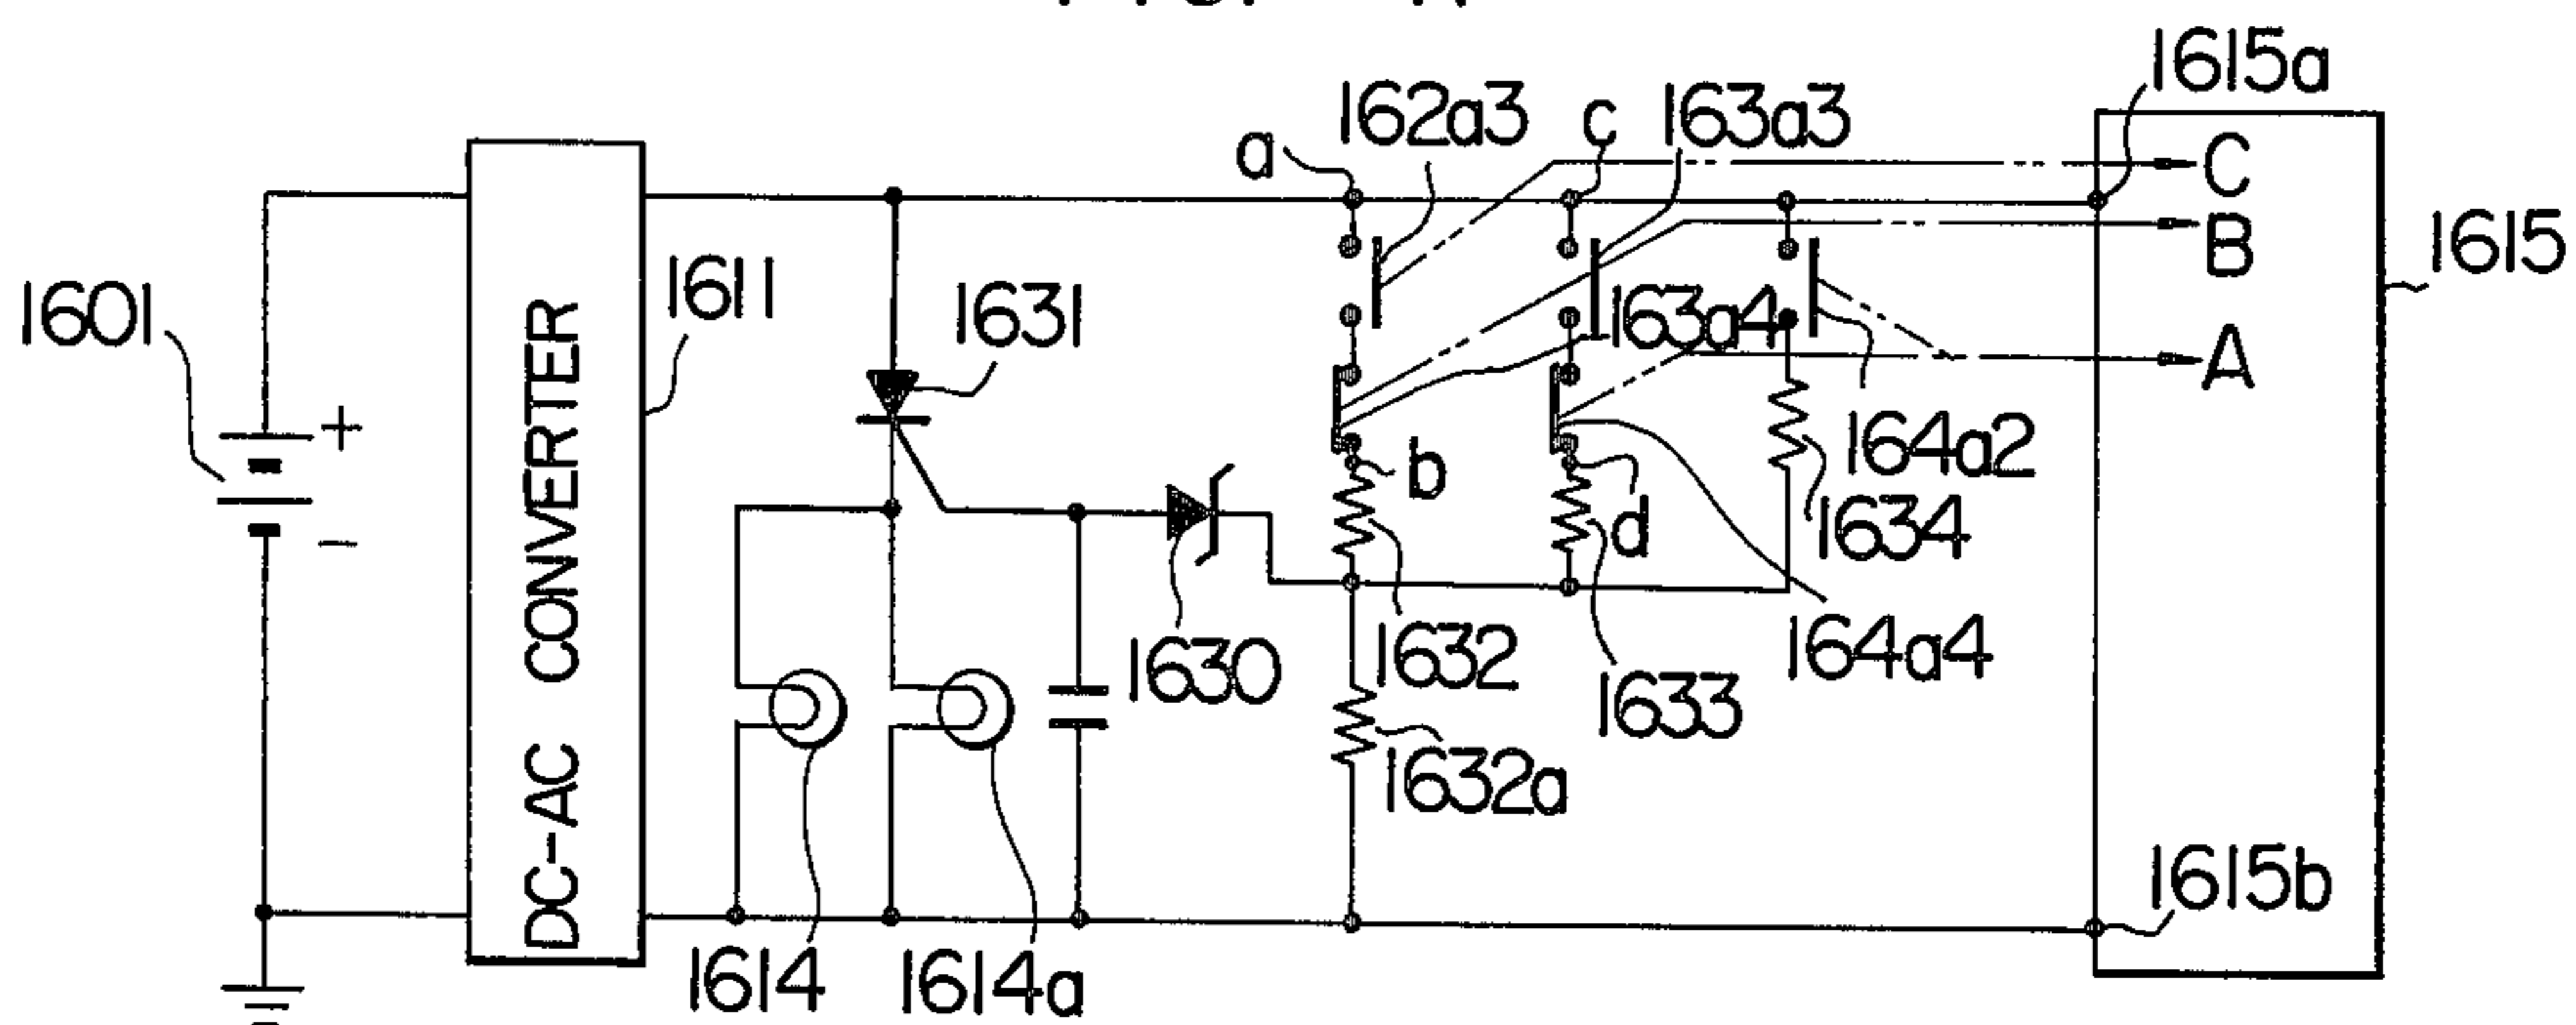 1615a
162a3
c
163a3
a
C
B
1615
1611
1601
1631
163a4
A
+
164a2
b
d
1634
−
DC-AC CONVERTER
1630
1632
164a4
1633
1632a
1615b
1614
1614a